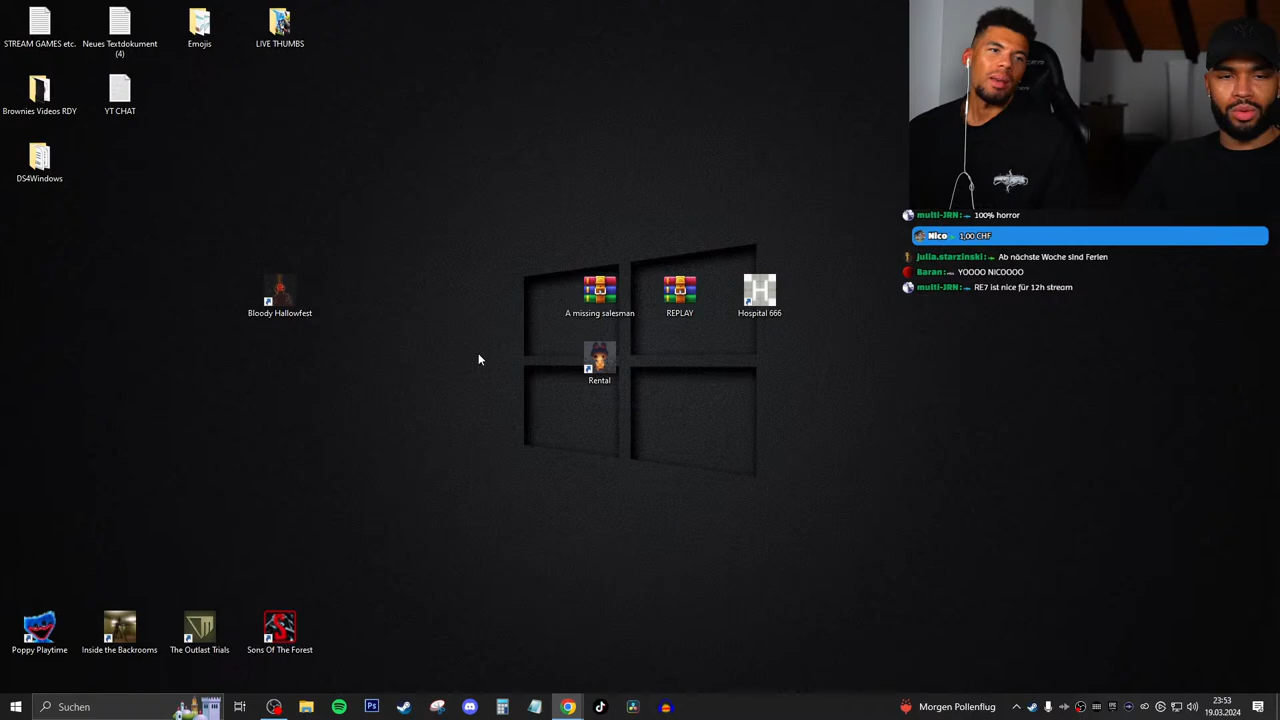 STREAM GAMES etc.
Neues Textdokument
(4)
Emojis
LIVE THUMBS
Brownies Videos RDY
YT CHAT
DS4Windows
multi-JRN: 100% horror
Nico 1,00 CHF
julia.starzinski: Ab nächste Woche sind Ferien
Baran: YOOOO NICOOOO
multi-JRN: RE7 ist nice für 12h stream
Bloody Hallowfest
A missing salesman
REPLAY
Hospital 666
Rental
Poppy Playtime
Inside the Backrooms
The Outlast Trials
Sons Of The Forest
Suchen
Morgen Pollenflug
23:53
19.03.2024